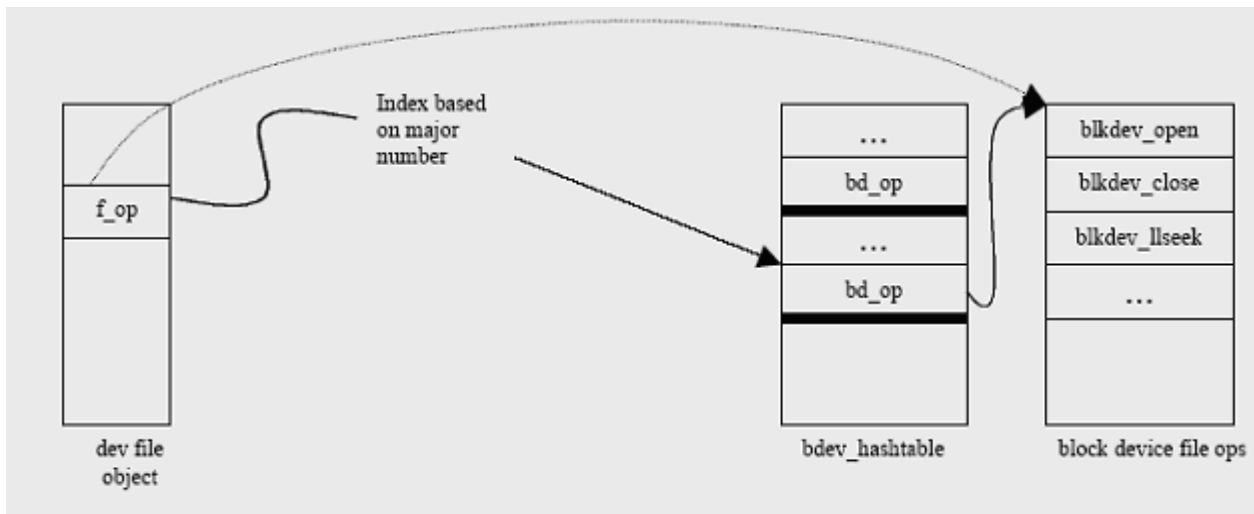 Index based
on major
number
f_op
dev file
object
...
bd_op
...
bd_op
bdev_hashtable
blkdev_open
blkdev_close
blkdev_llseek
...
block device file ops